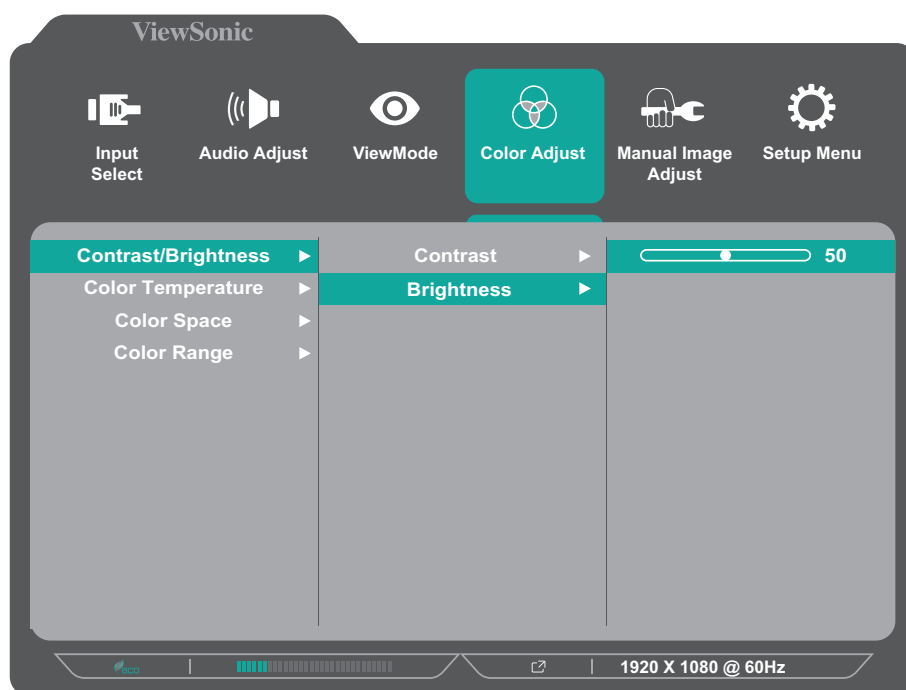 ViewSonic
Input Select
Audio Adjust
ViewMode
Color Adjust
Manual Image Adjust
Setup Menu
Contrast/Brightness
Contrast
50
Color Temperature
Brightness
Color Space
Color Range
eco
1920 X 1080 @ 60Hz